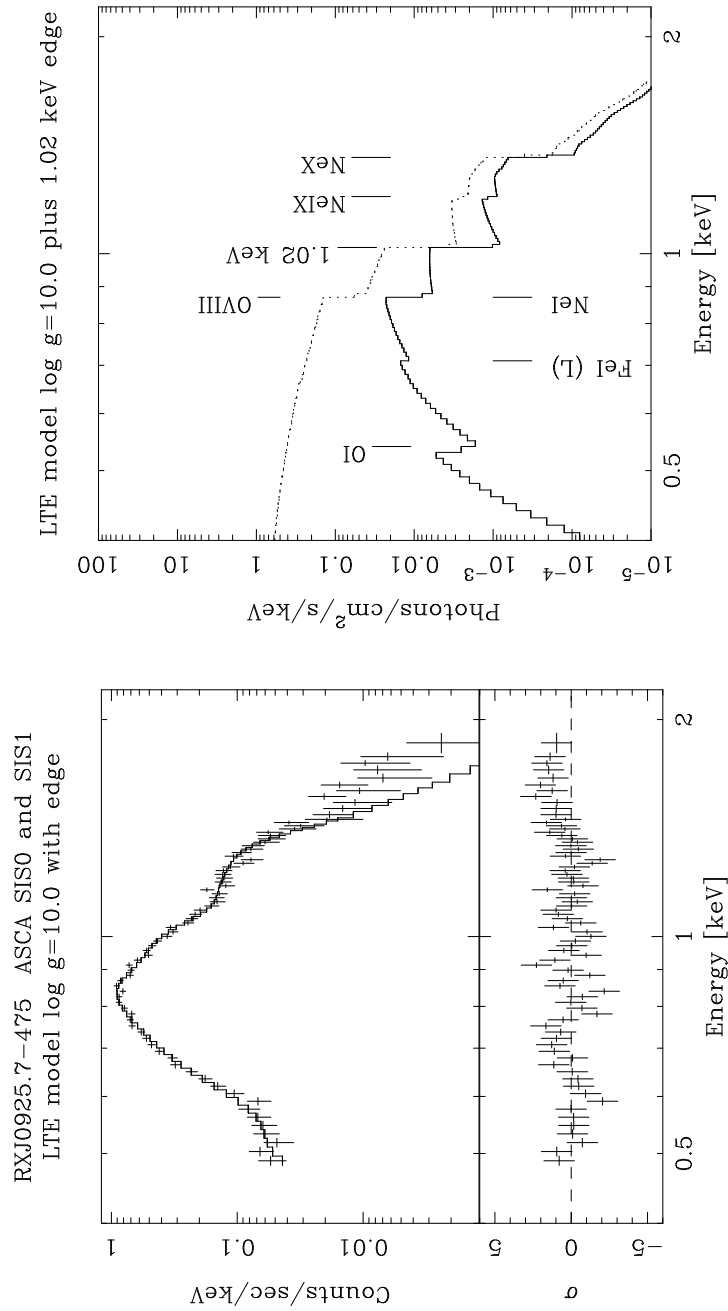 RXJ0925.7−475 ASCA SIS0 and SIS1
LTE model log g=10.0 with edge
Counts/sec/keV
1
0.1
0.01
σ
5
0
−5
0.5
1
2
Energy [keV]
LTE model log g=10.0 plus 1.02 keV edge
Photons/cm²/s/keV
100
10
1
0.1
0.01
10⁻³
10⁻⁴
10⁻⁵
OI
OVIII
1.02 keV
NeIX
NeX
FeI (L)
NeI
0.5
1
2
Energy [keV]